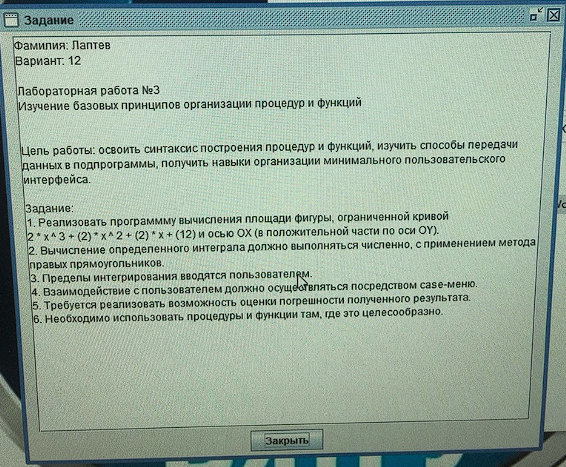 Задание
Фамилия: Лаптев
Вариант: 12
Лабораторная работа №3
Изучение базовых принципов организации процедур и функций
Цель работы: освоить синтаксис построения процедур и функций, изучить способы передачи
данных в подпрограммы, получить навыки организации минимального пользовательского
интерфейса.
Задание:
1. Реализовать программму вычисления площади фигуры, ограниченной кривой
2 * x ^ 3 + (2) * x ^ 2 + (2) * x + (12) и осью OX (в положительной части по оси OY).
2. Вычисление определенного интеграла должно выполняться численно, с применением метода
правых прямоугольников.
3. Пределы интегрирования вводятся пользователем.
4. Взаимодействие с пользователем должно осуществляться посредством case-меню.
5. Требуется реализовать возможность оценки погрешности полученного результата.
6. Необходимо использовать процедуры и функции там, где это целесообразно.
Закрыть